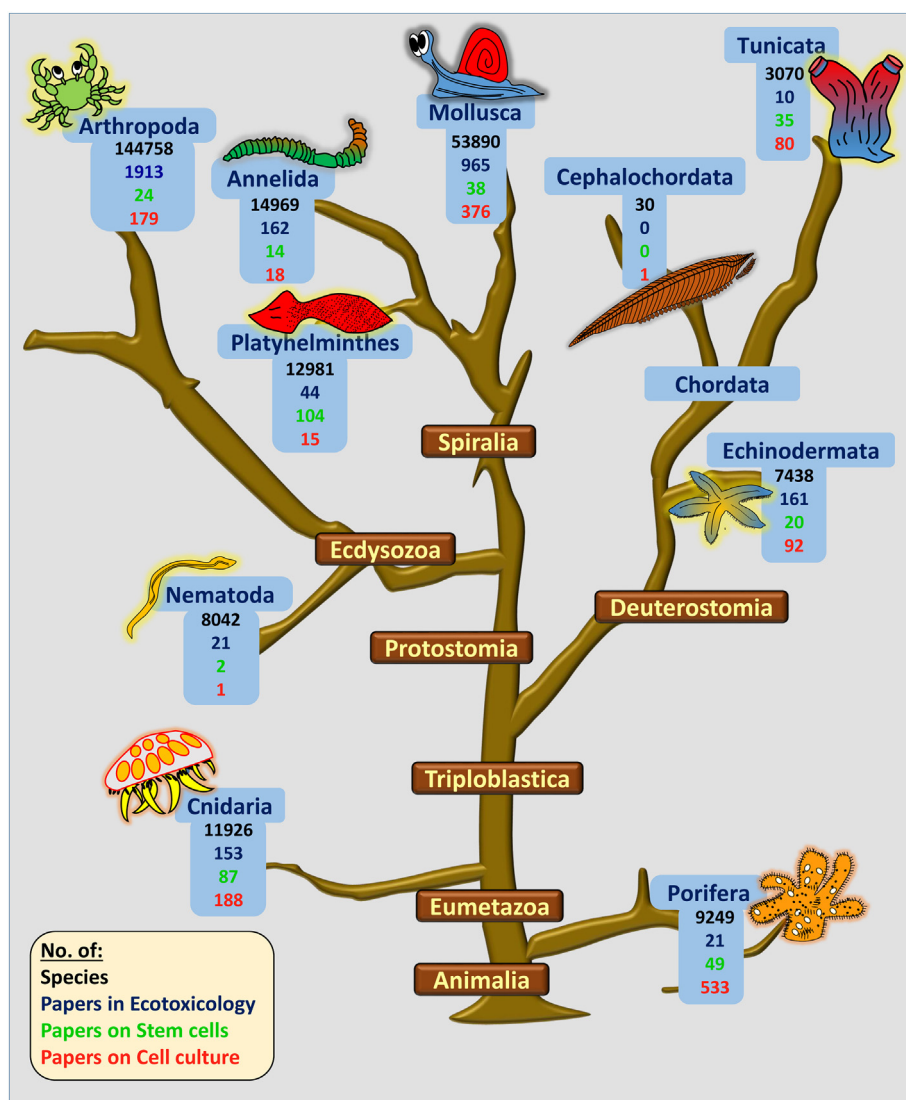 Tunicata
3070
10
35
80
Mollusca
53890
965
38
376
Arthropoda
144758
1913
24
179
Annelida
14969
162
14
18
Cephalochordata
30
0
0
1
Platyhelminthes
12981
44
104
15
Chordata
Spiralia
Echinodermata
7438
161
20
92
Ecdysozoa
Nematoda
8042
21
2
1
Deuterostomia
Protostomia
Triploblastica
Cnidaria
11926
153
87
188
Eumetazoa
Porifera
9249
21
49
533
Animalia
No. of:
Species
Papers in Ecotoxicology
Papers on Stem cells
Papers on Cell culture